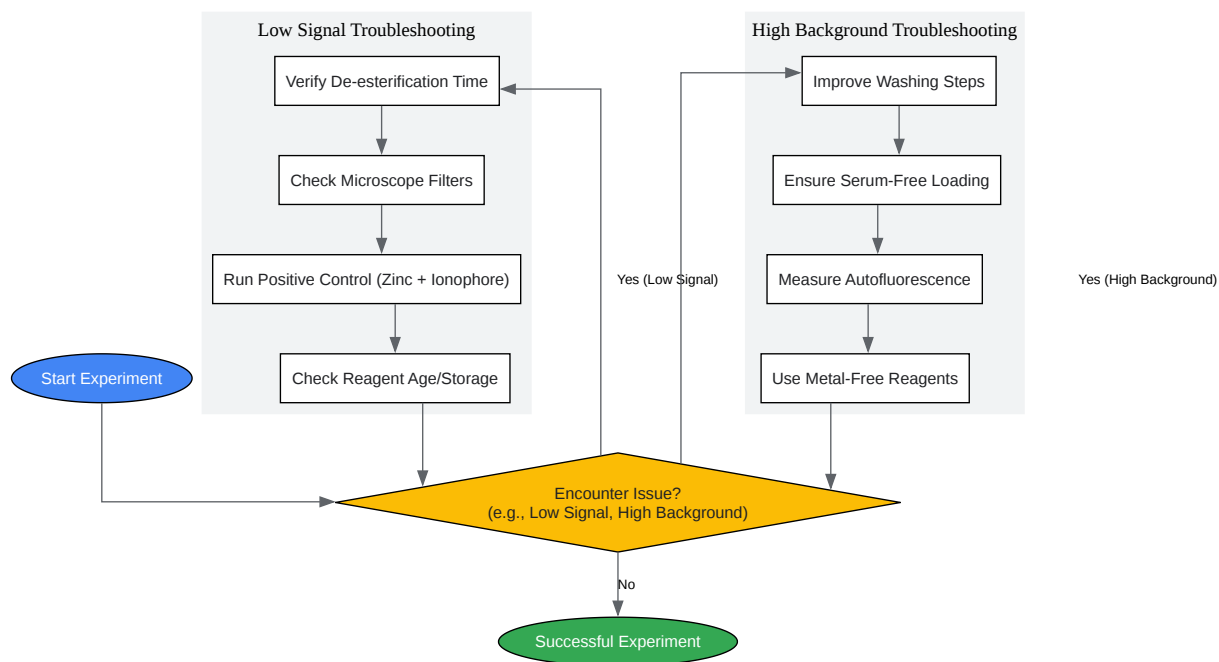 Low Signal Troubleshooting
Verify De-esterification Time
Check Microscope Filters
Run Positive Control (Zinc + Ionophore)
Check Reagent Age/Storage
High Background Troubleshooting
Improve Washing Steps
Ensure Serum-Free Loading
Measure Autofluorescence
Use Metal-Free Reagents
Yes (Low Signal)
Yes (High Background)
Start Experiment
Encounter Issue?
(e.g., Low Signal, High Background)
No
Successful Experiment